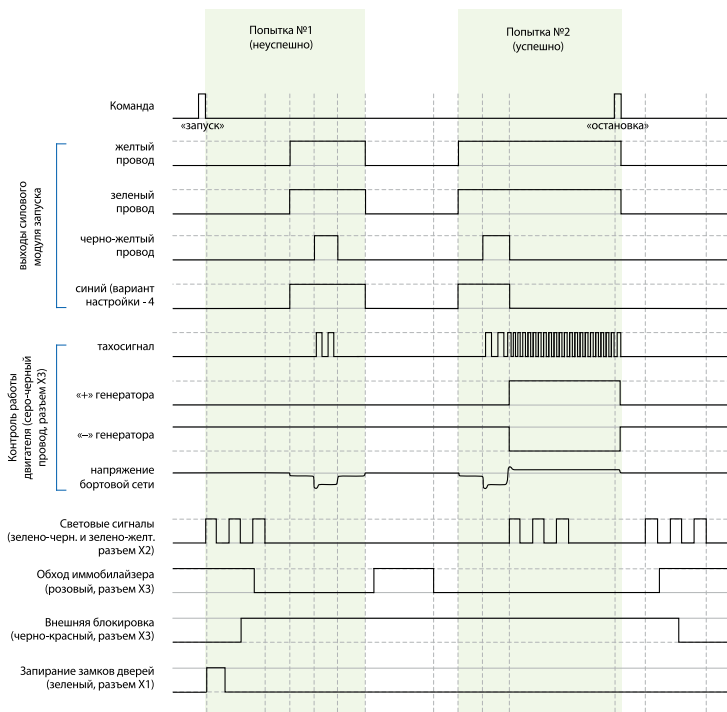 Попытка №1
(неуспешно)
Попытка №2
(успешно)
Команда
«запуск»
«остановка»
выходы силового
модуля запуска
желтый
провод
зеленый
провод
черно-желтый
провод
синий (вариант
настройки - 4
Контроль работы
двигателя (серо-черный
провод, разъем X3)
тахосигнал
«+» генератора
«–» генератора
напряжение
бортовой сети
Световые сигналы
(зелено-черн. и зелено-желт.
разъем X2)
Обход иммобилайзера
(розовый, разъем X3)
Внешняя блокировка
(черно-красный, разъем X3)
Запирание замков дверей
(зеленый, разъем X1)